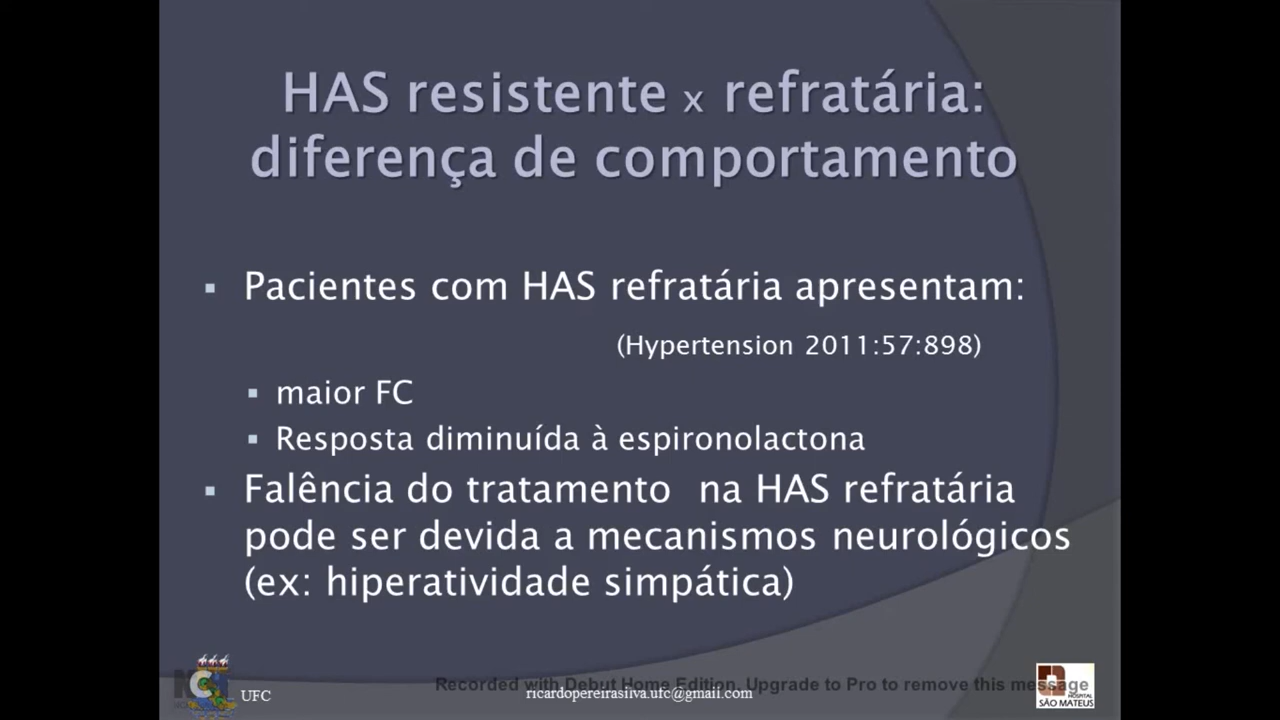 HAS resistente x refratária:
diferença de comportamento
▪ Pacientes com HAS refratária apresentam:
(Hypertension 2011:57:898)
▪ maior FC
▪ Resposta diminuída à espironolactona
▪ Falência do tratamento na HAS refratária
pode ser devida a mecanismos neurológicos
(ex: hiperatividade simpática)
UFC
Recorded with Debut Home Edition. Upgrade to Pro to remove this message
ricardopereirasilva.ufc@gmail.com
HOSPITAL
SÃO MATEUS